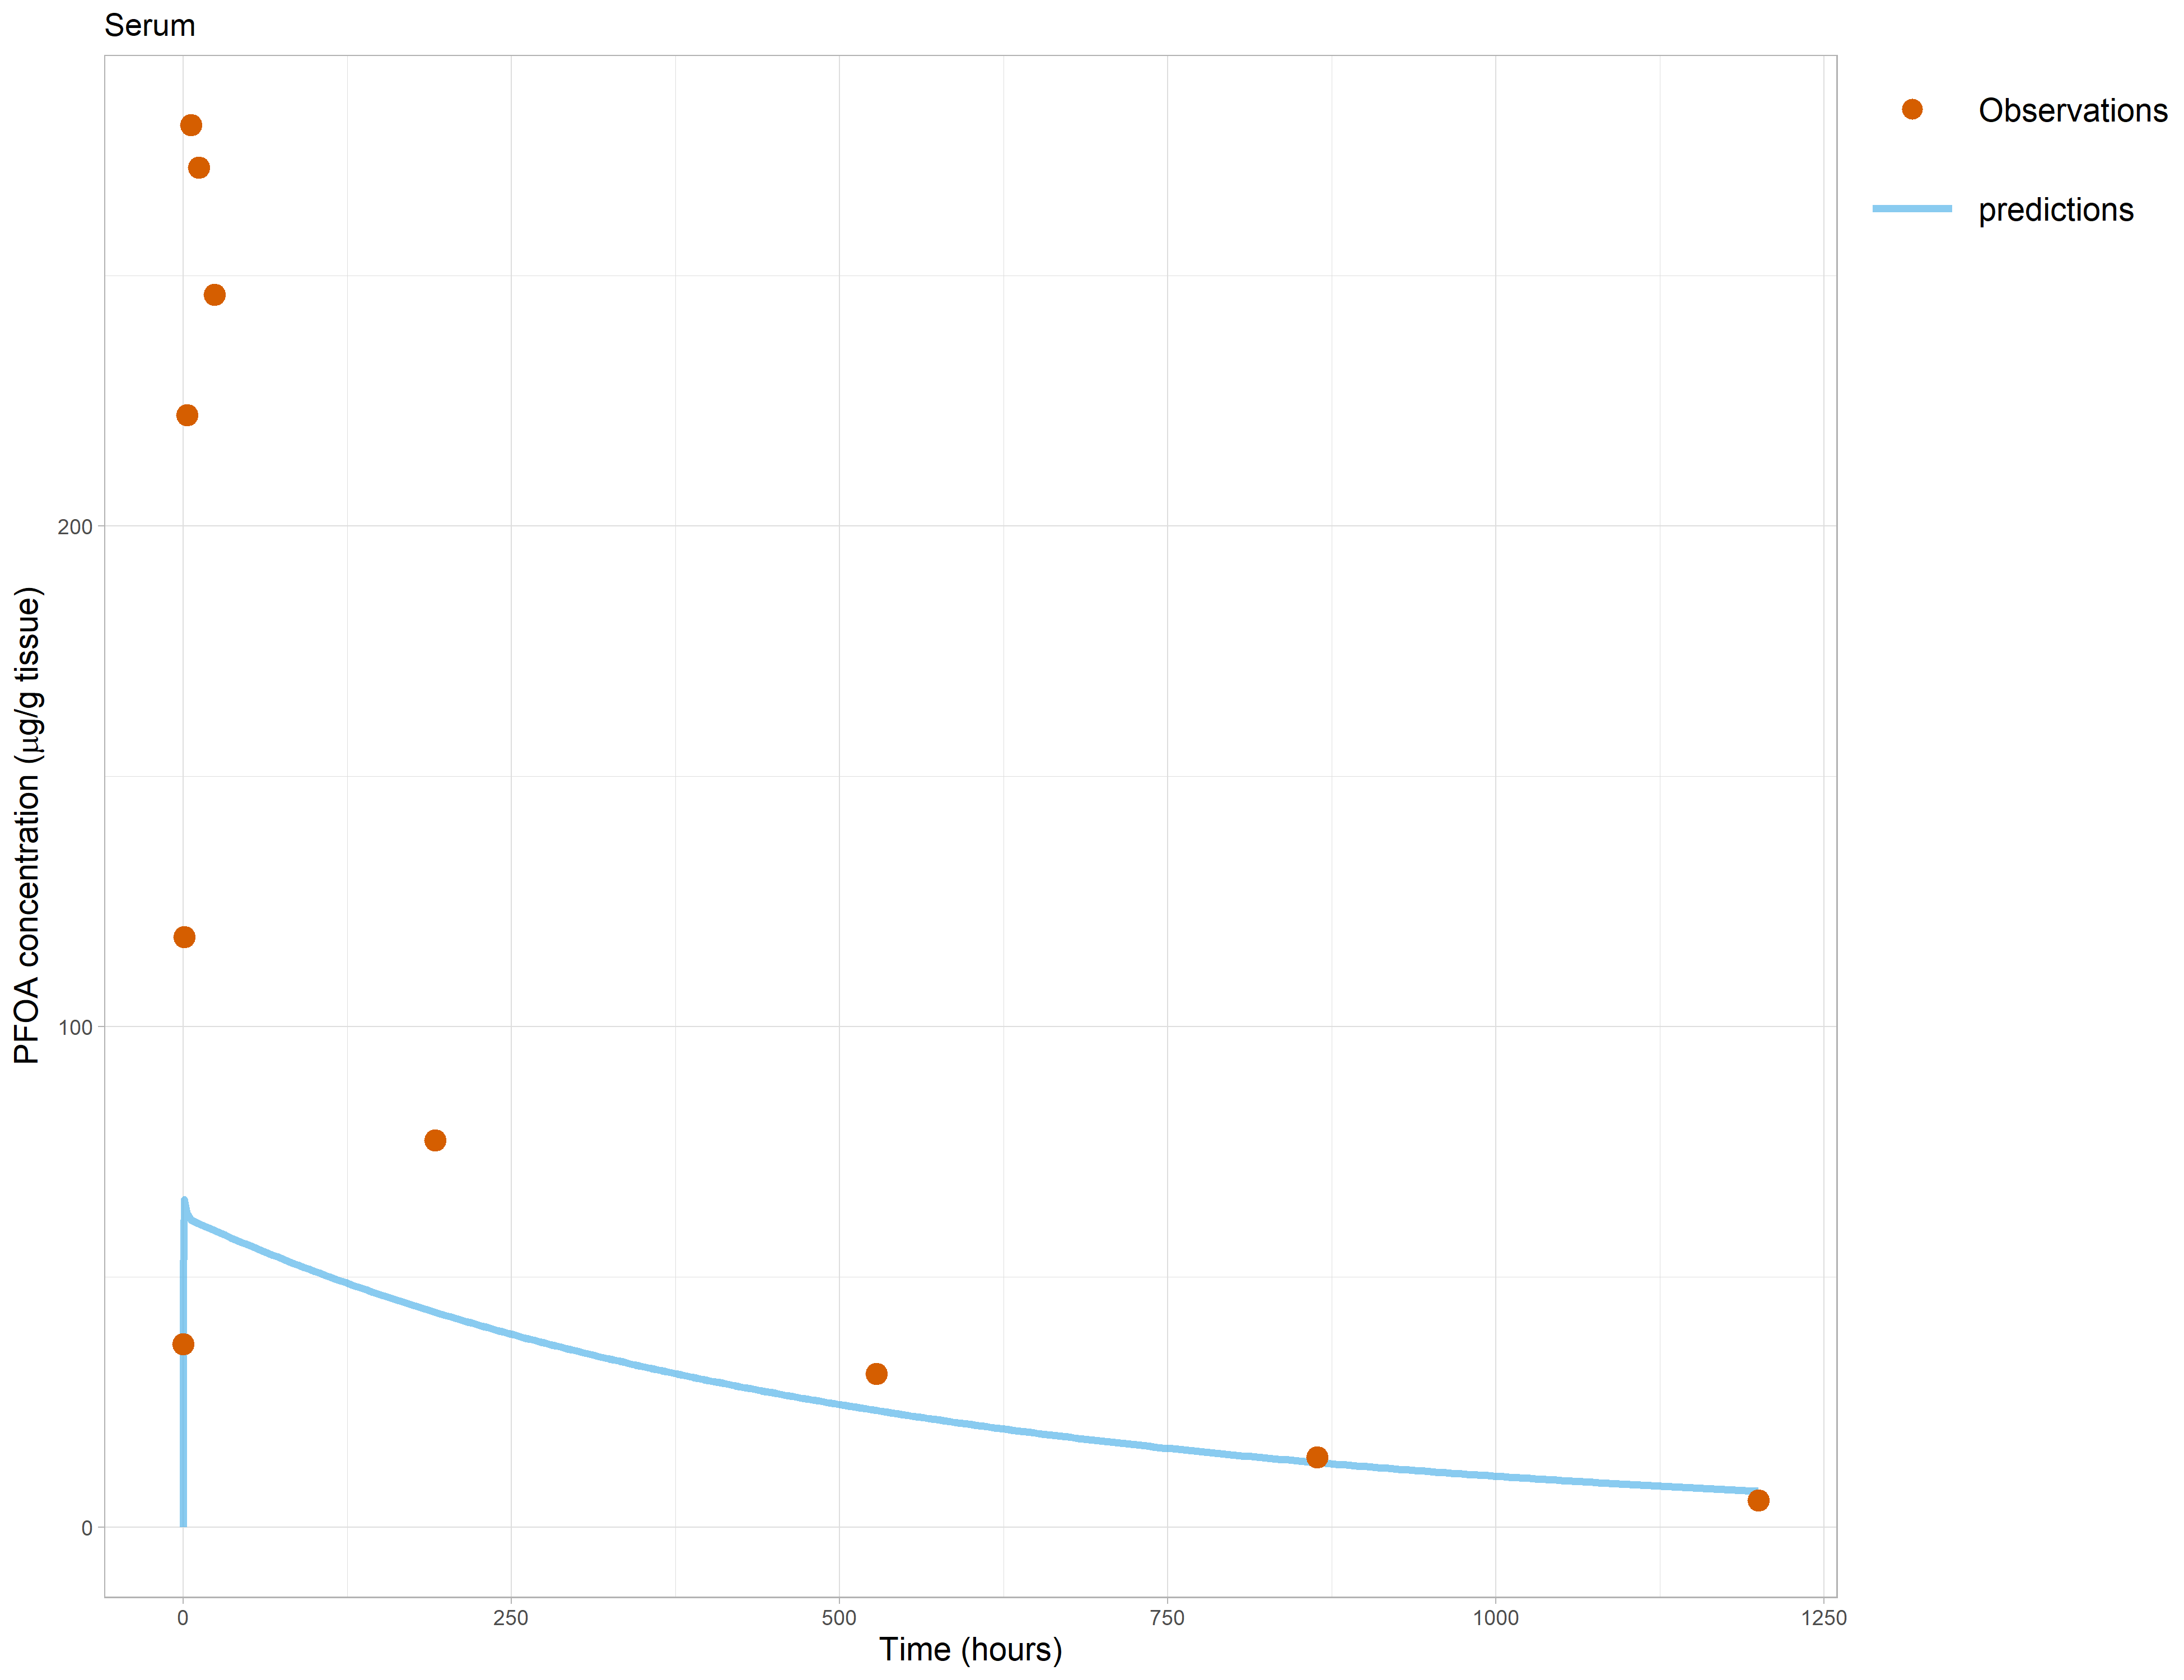 Serum
Observations
predictions
PFOA concentration (μg/g tissue)
200
100
0
0 250 500 750 1000 1250
Time (hours)